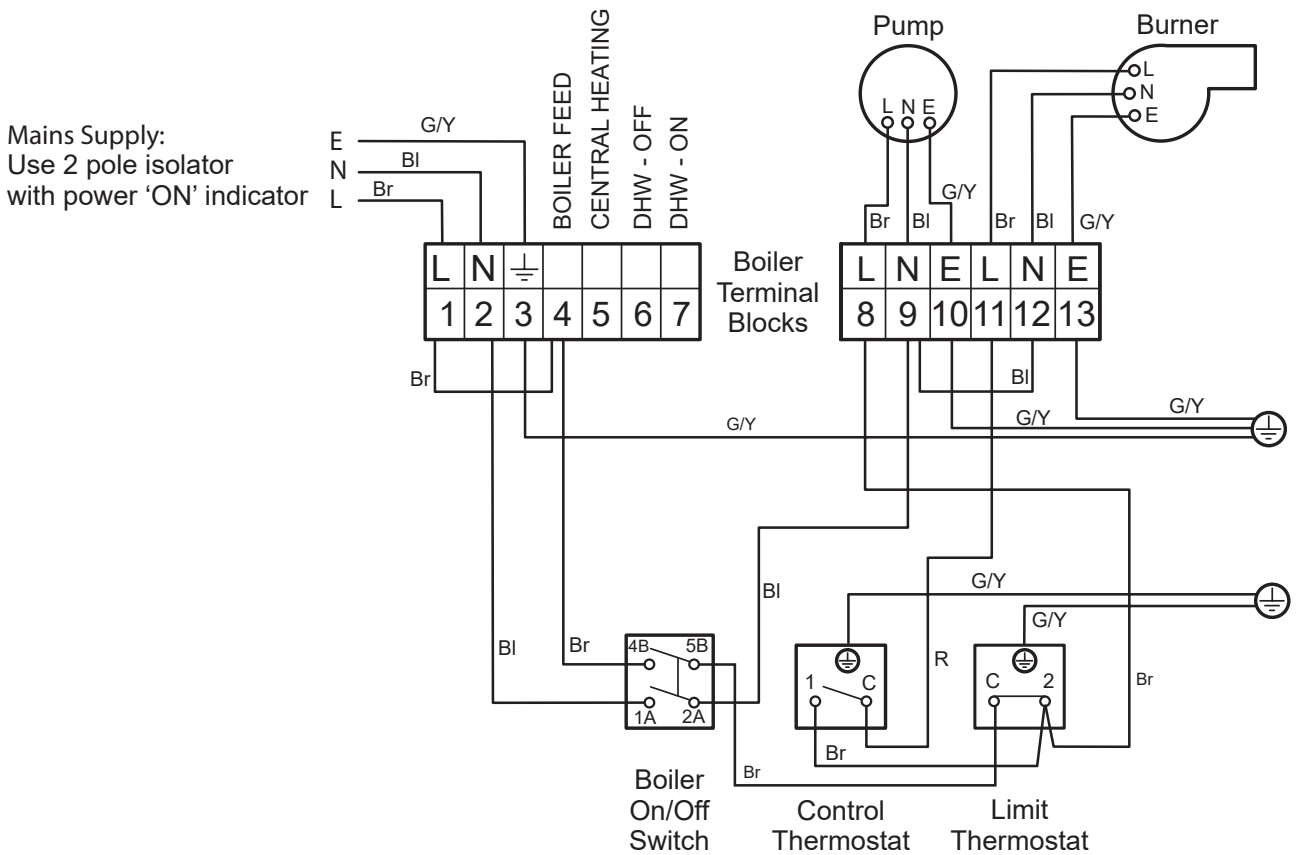 Pump
Burner
Mains Supply:
Use 2 pole isolator
with power ‘ON’ indicator
E
N
L
G/Y
Bl
Br
BOILER FEED
CENTRAL HEATING
DHW - OFF
DHW - ON
L N E
L
N
E
Br
Bl
G/Y
Br
Bl
G/Y
L N
1 2 3 4 5 6 7
Boiler
Terminal
Blocks
L N E L N E
8 9 10 11 12 13
Br
Bl
G/Y
G/Y
G/Y
Bl
Br
Bl
G/Y
G/Y
R
Br
4B 5B
1A 2A
1 C
C 2
Br
Br
Boiler
On/Off
Switch
Control
Thermostat
Limit
Thermostat